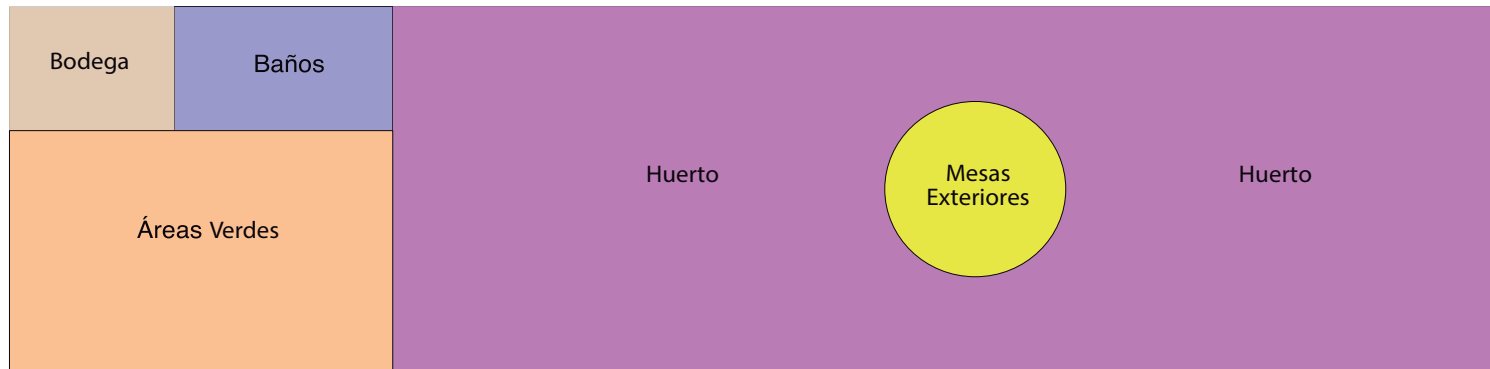 Bodega
Baños
Huerto
Mesas
Exteriores
Huerto
Áreas Verdes